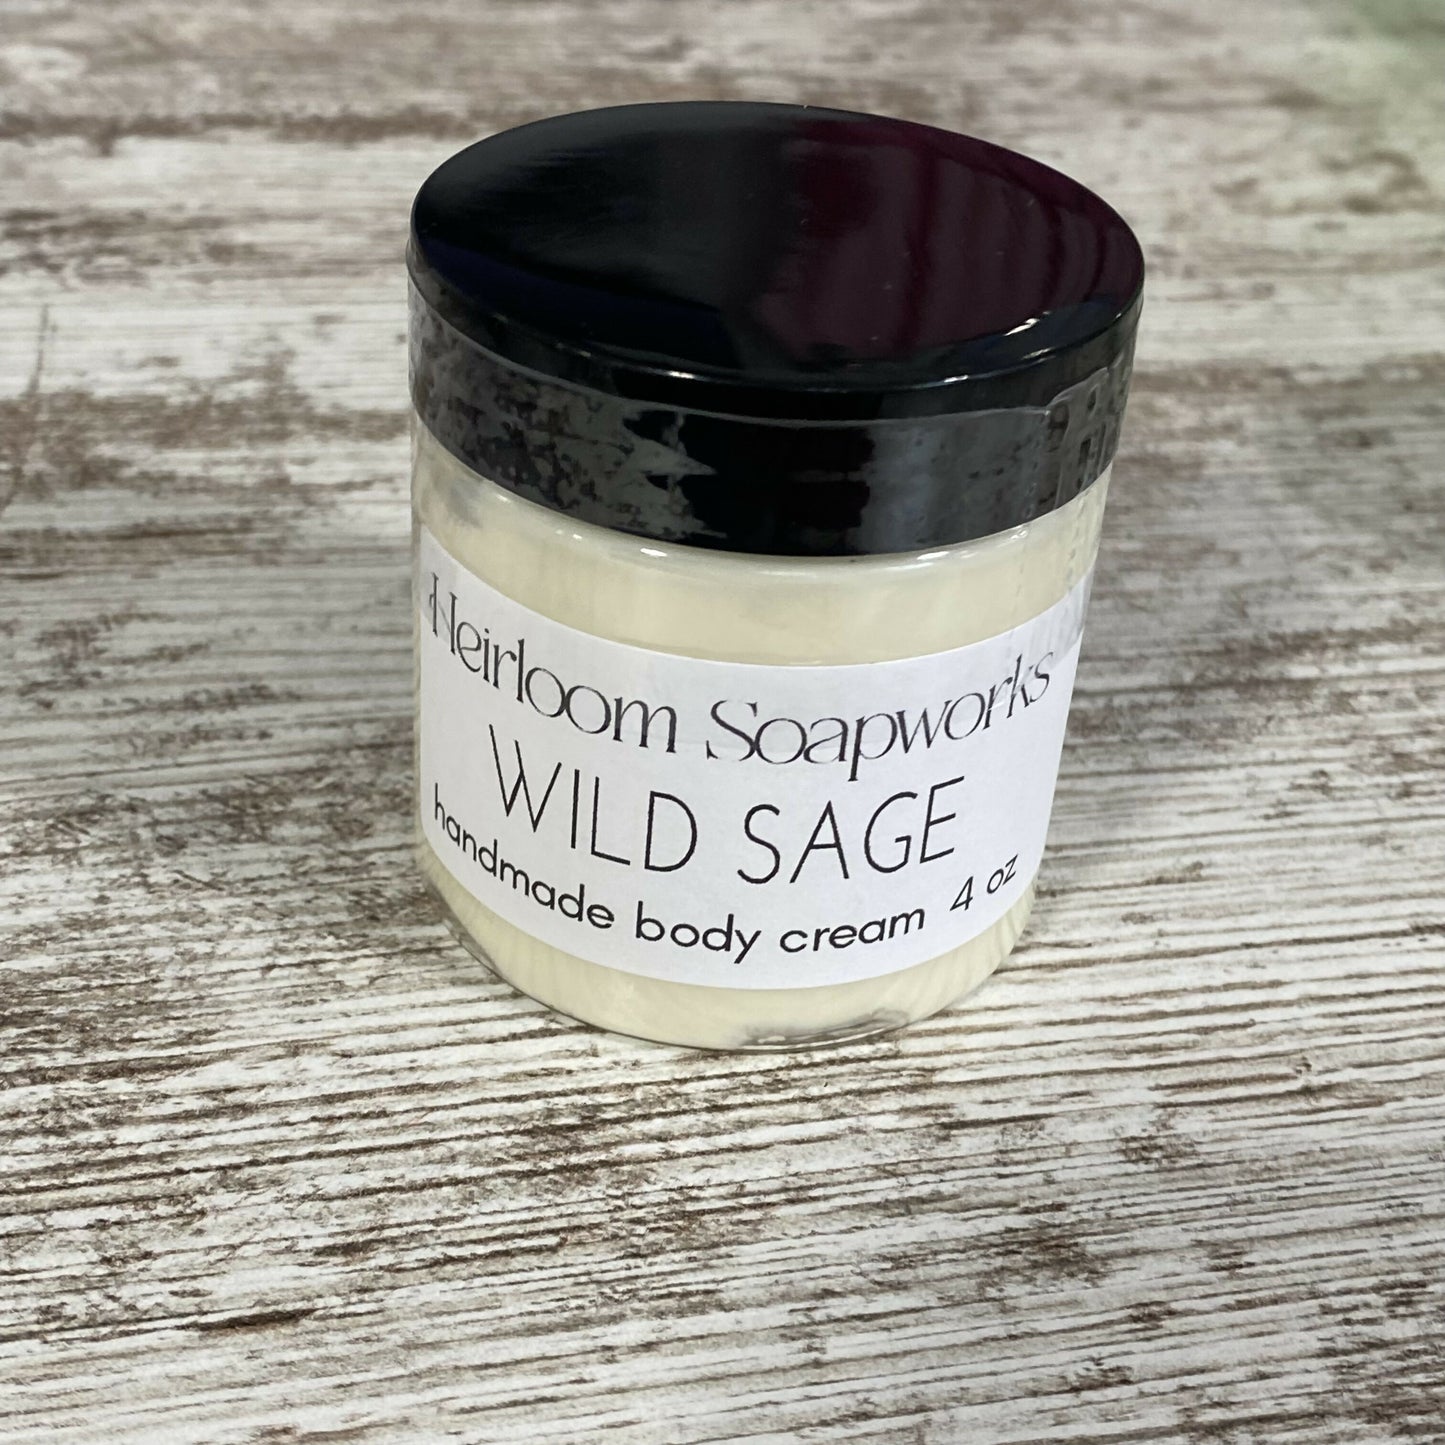 Heirloom Soapworks
WILD SAGE
handmade body cream 4 oz